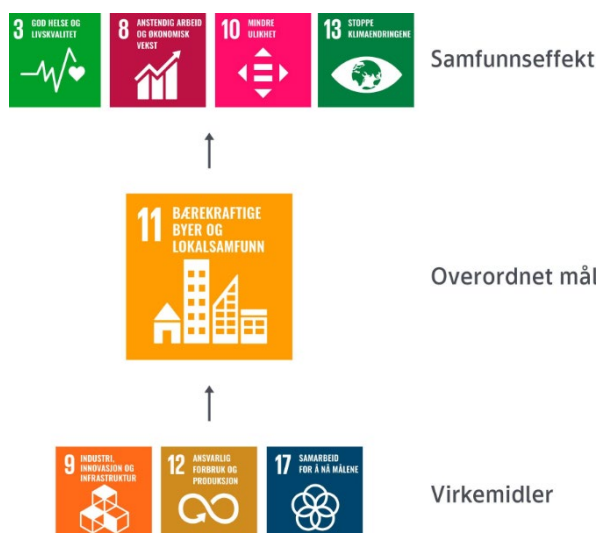 3 GOD HELSE OG
LIVSKVALITET
8 ANSTENDIG ARBEID
OG ØKONOMISK
VEKST
10 MINDRE
ULIKHET
13 STOPPE
KLIMAENDRINGENE
Samfunnseffekt
11 BÆREKRAFTIGE
BYER OG
LOKALSAMFUNN
Overordnet mål
9 INDUSTRI,
INNOVASJON OG
INFRASTRUKTUR
12 ANSVARLIG
FORBRUK OG
PRODUKSJON
17 SAMARBEID
FOR Å NÅ MÅLENE
Virkemidler